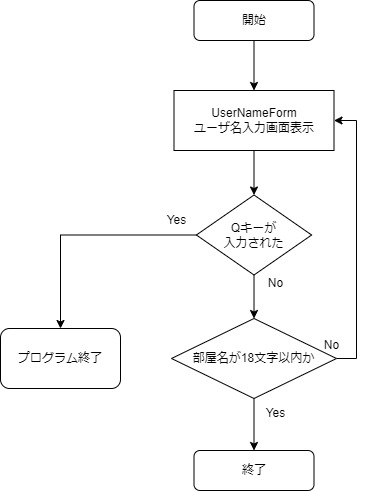 開始
UserNameForm
ユーザ名入力画面表示
Qキーが
入力された
Yes
No
プログラム終了
部屋名が18文字以内か
No
Yes
終了